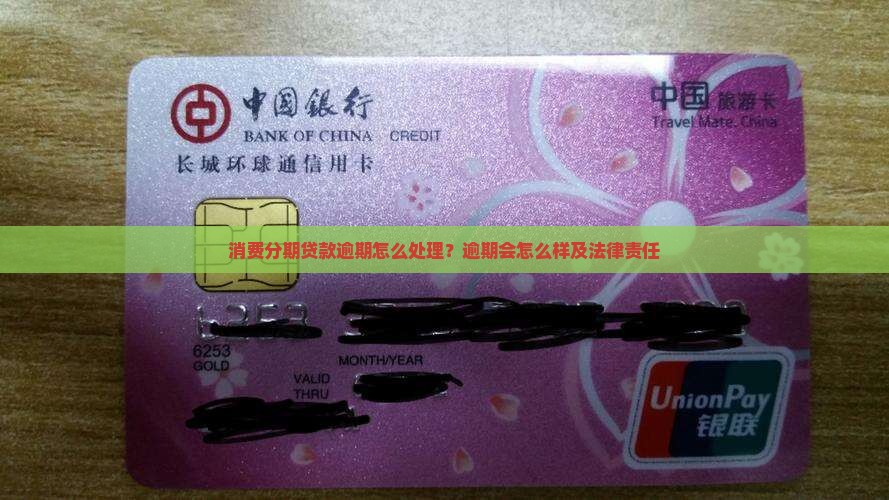 中国银行
BANK OF CHINA CREDIT
长城环球通信用卡
中国旅游卡
Travel Mate. China
消费分期贷款逾期怎么处理？逾期会怎么样及法律责任
6253
6253
GOLD
MONTH/YEAR
VALID
THRU
UnionPay
银联